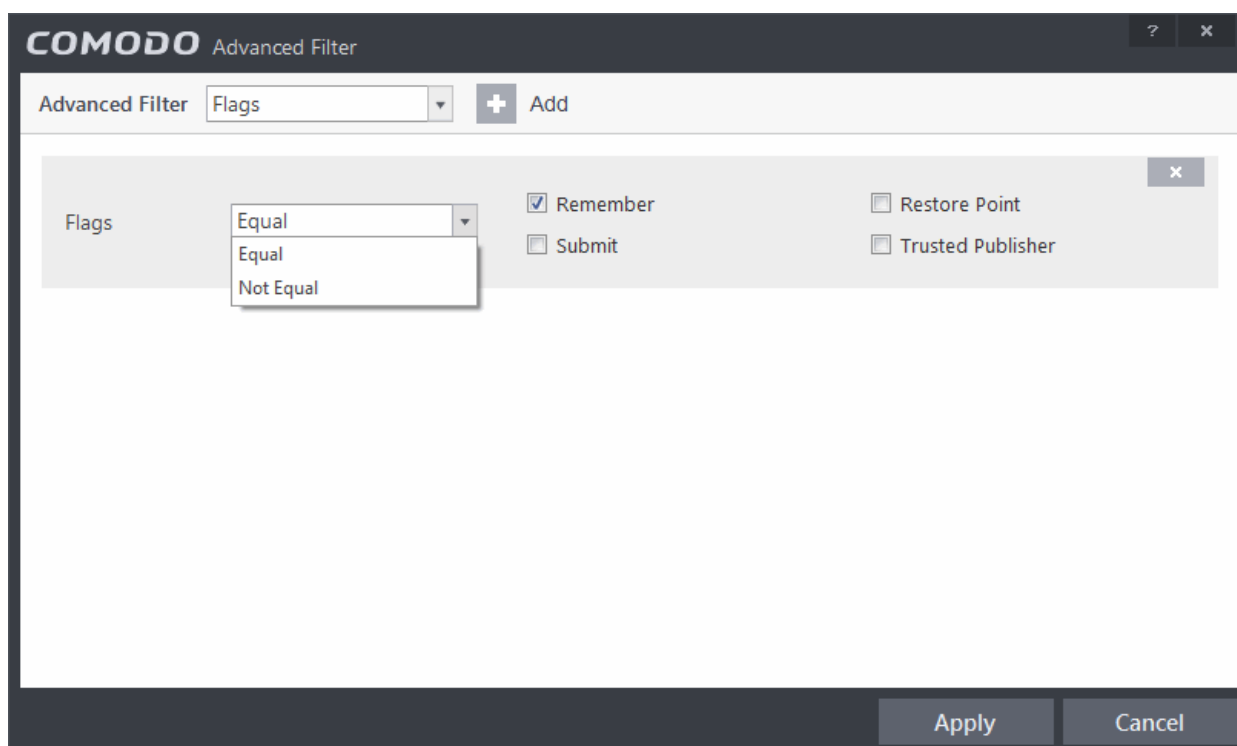 COMODO Advanced Filter
? ×
Advanced Filter Flags + Add
×
Flags Equal
Equal
Not Equal
Remember
Submit
Restore Point
Trusted Publisher
Apply Cancel